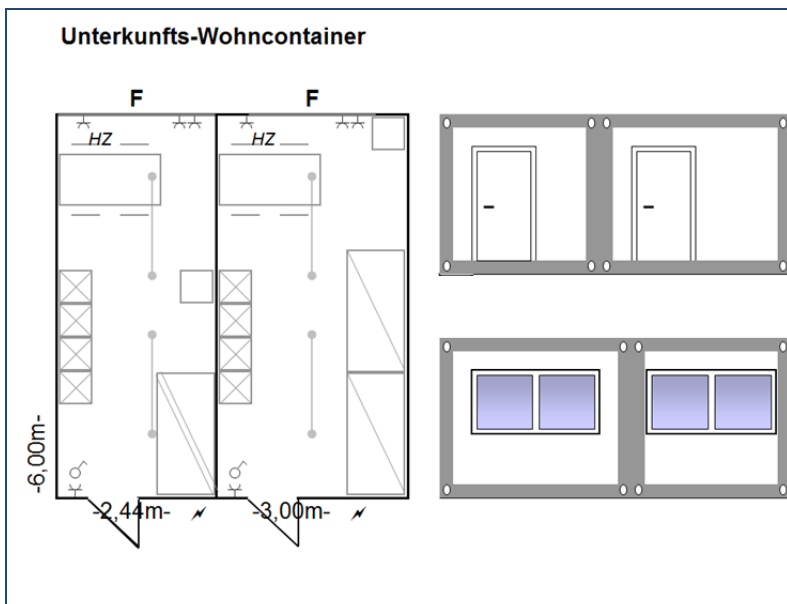 Unterkunfts-Wohncontainer
F F
HZ HZ
-6,00m-
-2,44m- -3,00m-